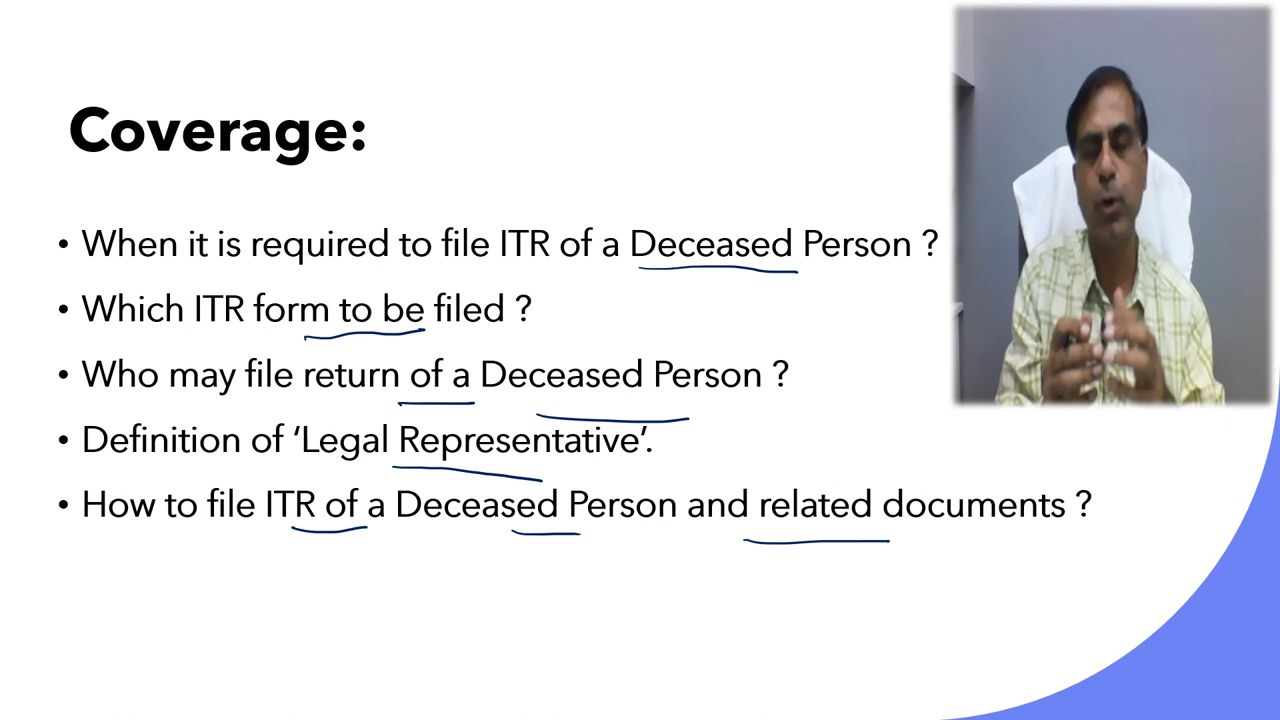 Coverage:
• When it is required to file ITR of a Deceased Person ?
• Which ITR form to be filed ?
• Who may file return of a Deceased Person ?
• Definition of ‘Legal Representative’.
• How to file ITR of a Deceased Person and related documents ?